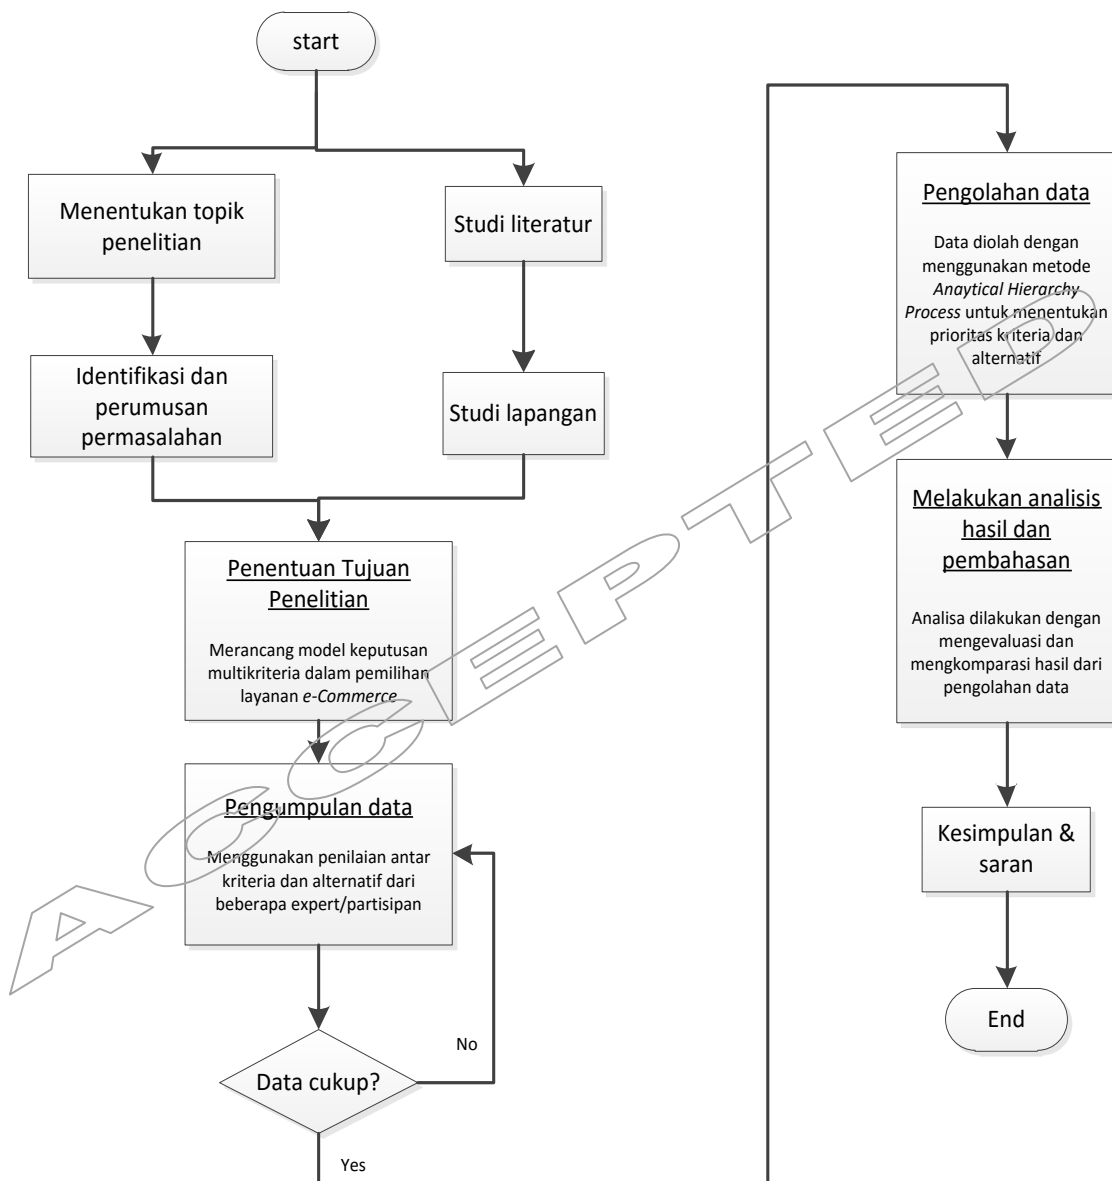 start
Menentukan topik
penelitian
Studi literatur
Identifikasi dan
perumusan
permasalahan
Studi lapangan
Penentuan Tujuan
Penelitian
Merancang model keputusan
multikriteria dalam pemilihan
layanan e-Commerce
Pengumpulan data
Menggunakan penilaian antar
kriteria dan alternatif dari
beberapa expert/partisipan
Data cukup?
No
Yes
Pengolahan data
Data diolah dengan
menggunakan metode
Anaytical Hierarchy
Process untuk menentukan
prioritas kriteria dan
alternatif
Melakukan analisis
hasil dan
pembahasan
Analisa dilakukan dengan
mengevaluasi dan
mengkomparasi hasil dari
pengolahan data
Kesimpulan &
saran
End
ACCEPTED